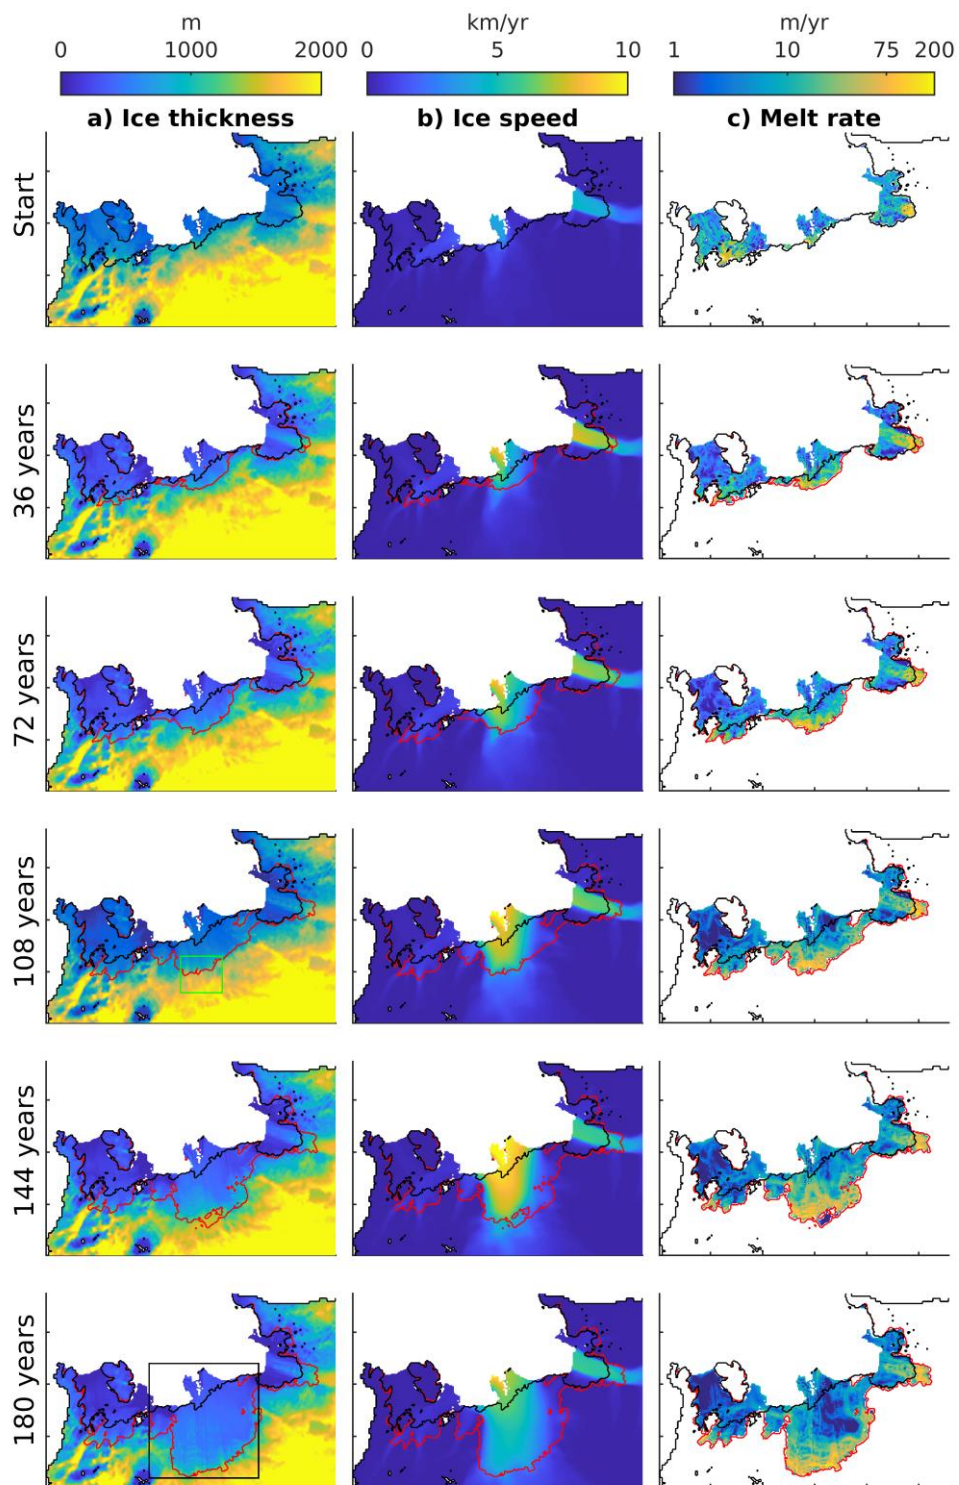 m km/yr m/yr
0 1000 2000 0 5 10 1 10 75 200
a) Ice thickness b) Ice speed c) Melt rate
Start
36 years
72 years
108 years
144 years
180 years